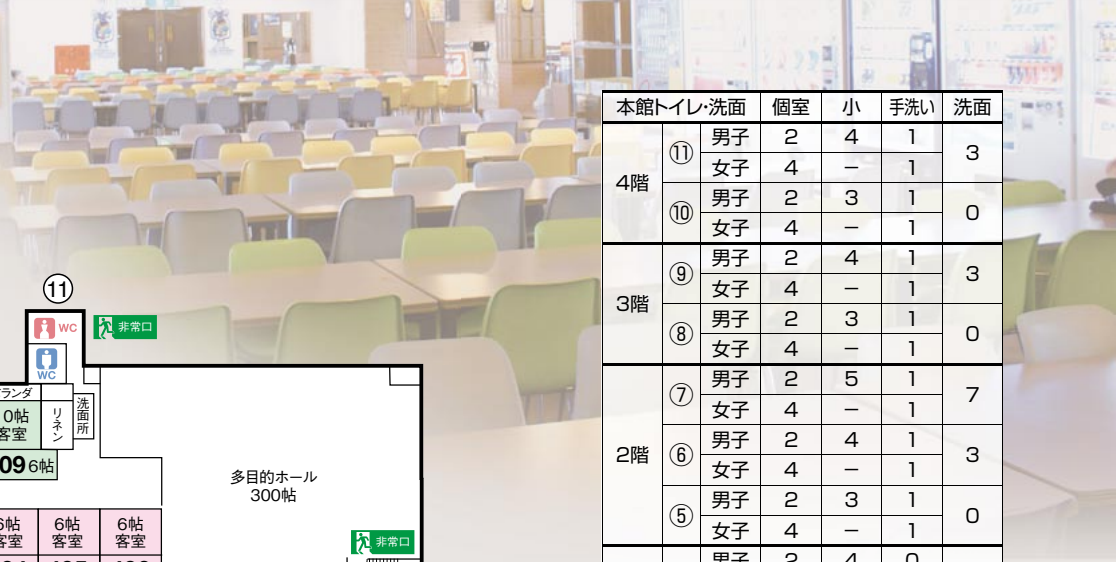 本館トイレ・洗面 個室 小 手洗い 洗面
4階 ⑪ 男子 2 4 1 3
女子 4 − 1
⑩ 男子 2 3 1 0
女子 4 − 1
3階 ⑨ 男子 2 4 1 3
女子 4 − 1
⑧ 男子 2 3 1 0
女子 4 − 1
2階 ⑦ 男子 2 5 1 7
女子 4 − 1
⑥ 男子 2 4 1 3
女子 4 − 1
⑤ 男子 2 3 1 0
女子 4 − 1
男子 2 4 0
⑪
WC 非常口
WC
ランダ
0帖
客室
リネン
洗面所
09 6帖
多目的ホール
300帖
6帖 6帖 6帖
客室 客室 客室
非常口